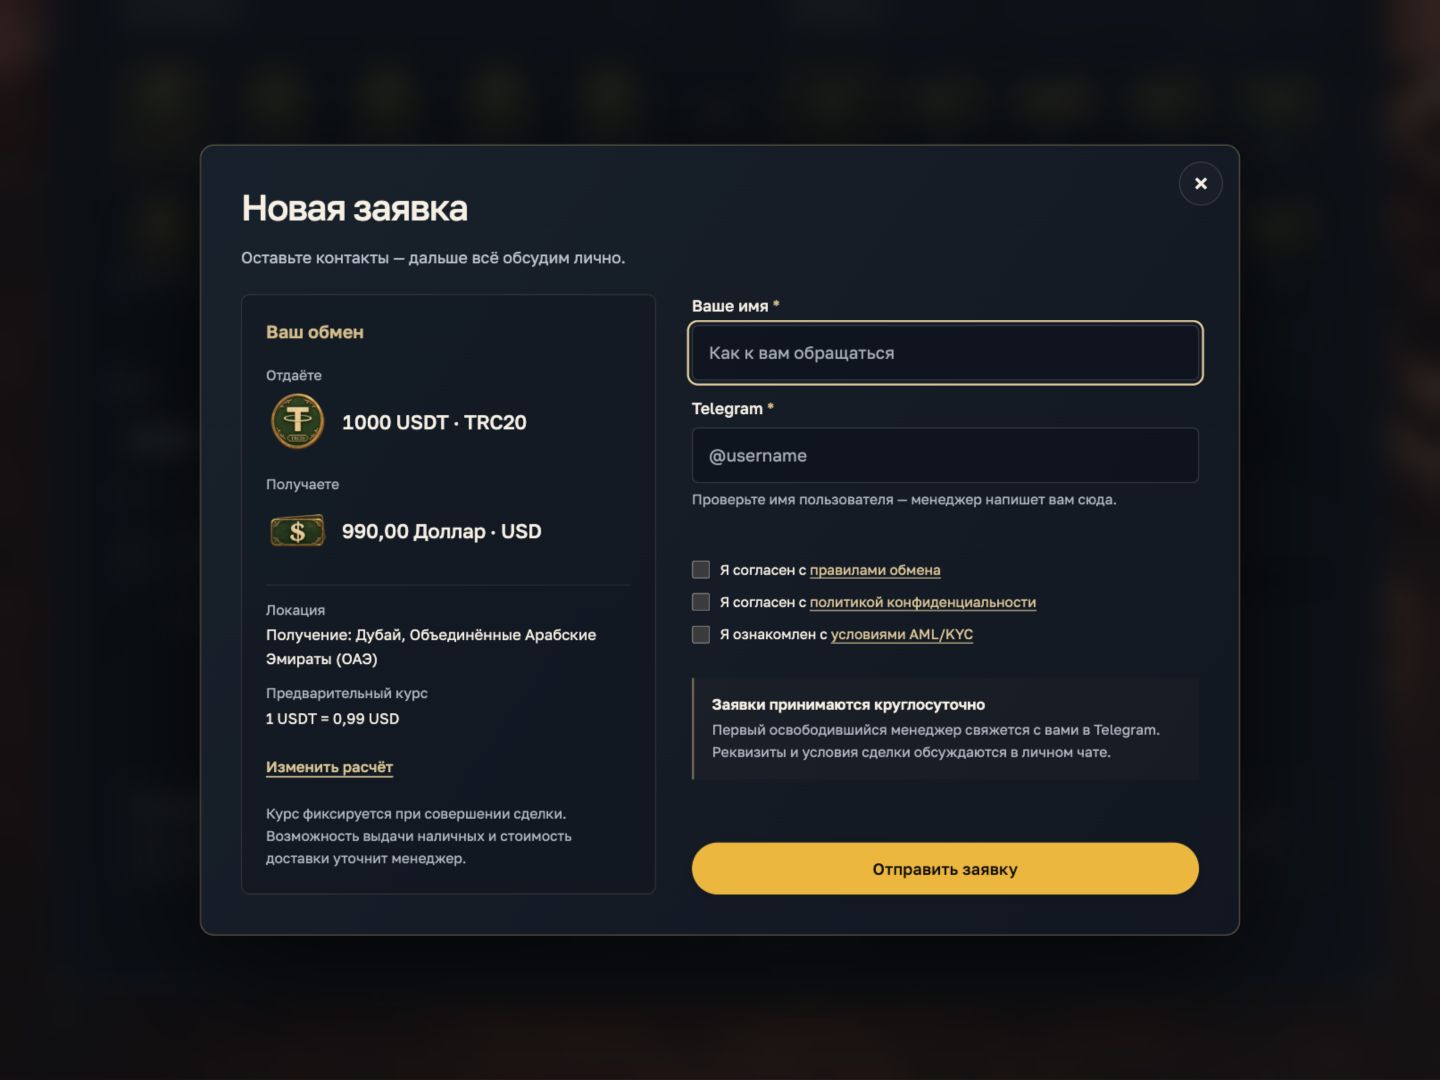 Новая заявка
Оставьте контакты — дальше всё обсудим лично.
Ваш обмен
Отдаёте
1000 USDT · TRC20
Получаете
$
990,00 Доллар · USD
Локация
Получение: Дубай, Объединённые Арабские
Эмираты (ОАЭ)
Предварительный курс
1 USDT = 0,99 USD
Изменить расчёт
Курс фиксируется при совершении сделки.
Возможность выдачи наличных и стоимость
доставки уточнит менеджер.
Ваше имя *
Как к вам обращаться
Telegram *
@username
Проверьте имя пользователя — менеджер напишет вам сюда.
Я согласен с правилами обмена
Я согласен с политикой конфиденциальности
Я ознакомлен с условиями AML/KYC
Заявки принимаются круглосуточно
Первый освободившийся менеджер свяжется с вами в Telegram.
Реквизиты и условия сделки обсуждаются в личном чате.
Отправить заявку